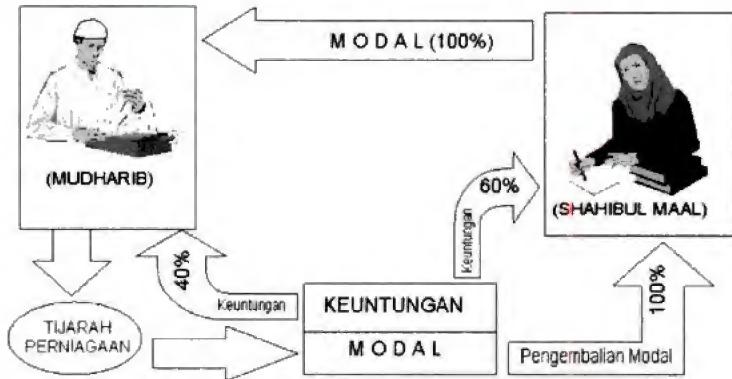 M O D A L (100%)
(MUDHARIB)
(SHAHIBUL MAAL)
60%
Keuntungan
40%
Keuntungan
100%
KEUNTUNGAN
M O D A L
TIJARAH
PERNIAGAAN
Pengembalian Modal